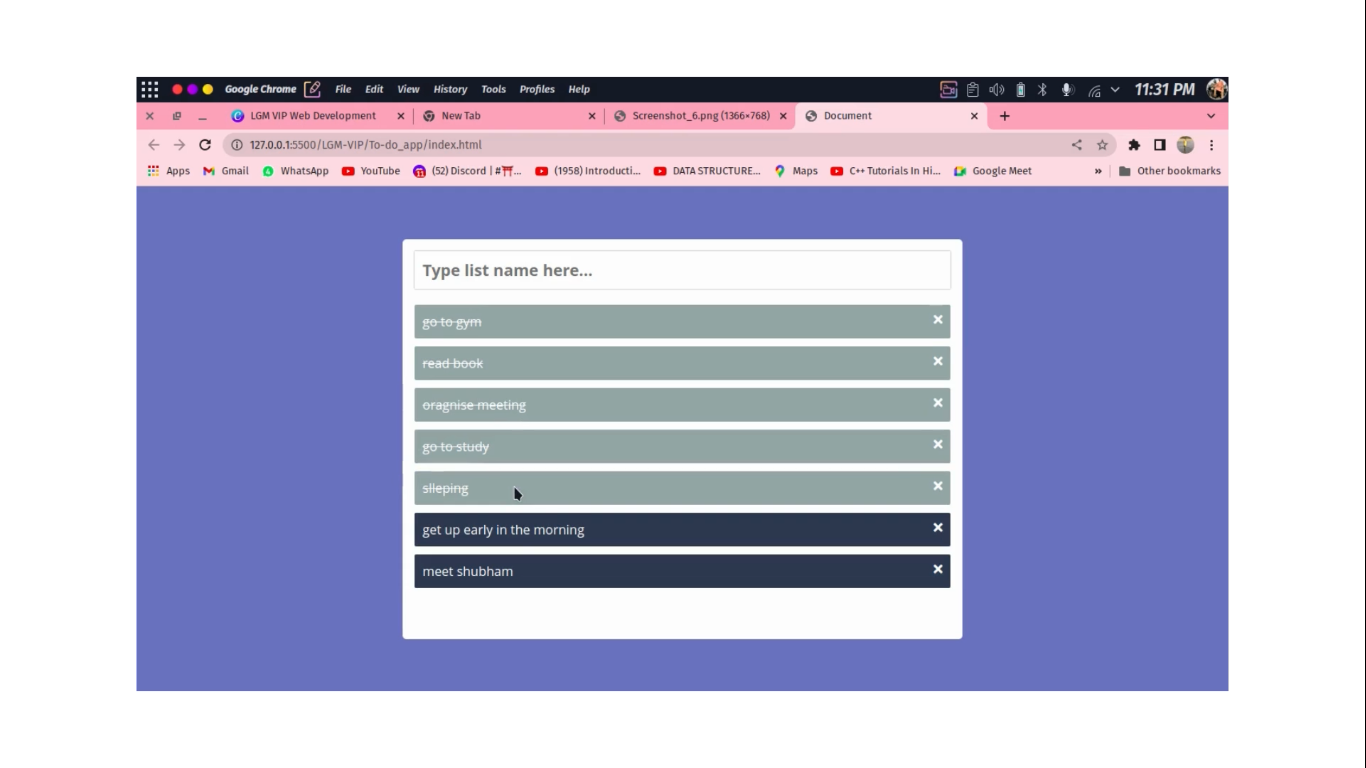 Google Chrome File Edit View History Tools Profiles Help 11:31 PM
LGM VIP Web Development New Tab Screenshot_6.png (1366×768) Document
127.0.0.1:5500/LGM-VIP/To-do_app/index.html
Apps Gmail WhatsApp YouTube (52) Discord | #⛩... (1958) Introducti... DATA STRUCTURE... Maps C++ Tutorials In Hi... Google Meet » Other bookmarks
Type list name here...
go to gym
read book
oragnise meeting
go to study
slleping
get up early in the morning
meet shubham